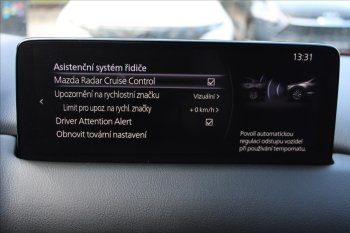 13:31
Asistenční systém řidiče
Mazda Radar Cruise Control
Upozornění na rychlostní značku Vizuální
Limit pro upoz. na rychl. značky +0 km/h
Driver Attention Alert
Obnovit tovární nastavení
Povolí automatickou
regulaci odstupu vozidel
při používání tempomatu.